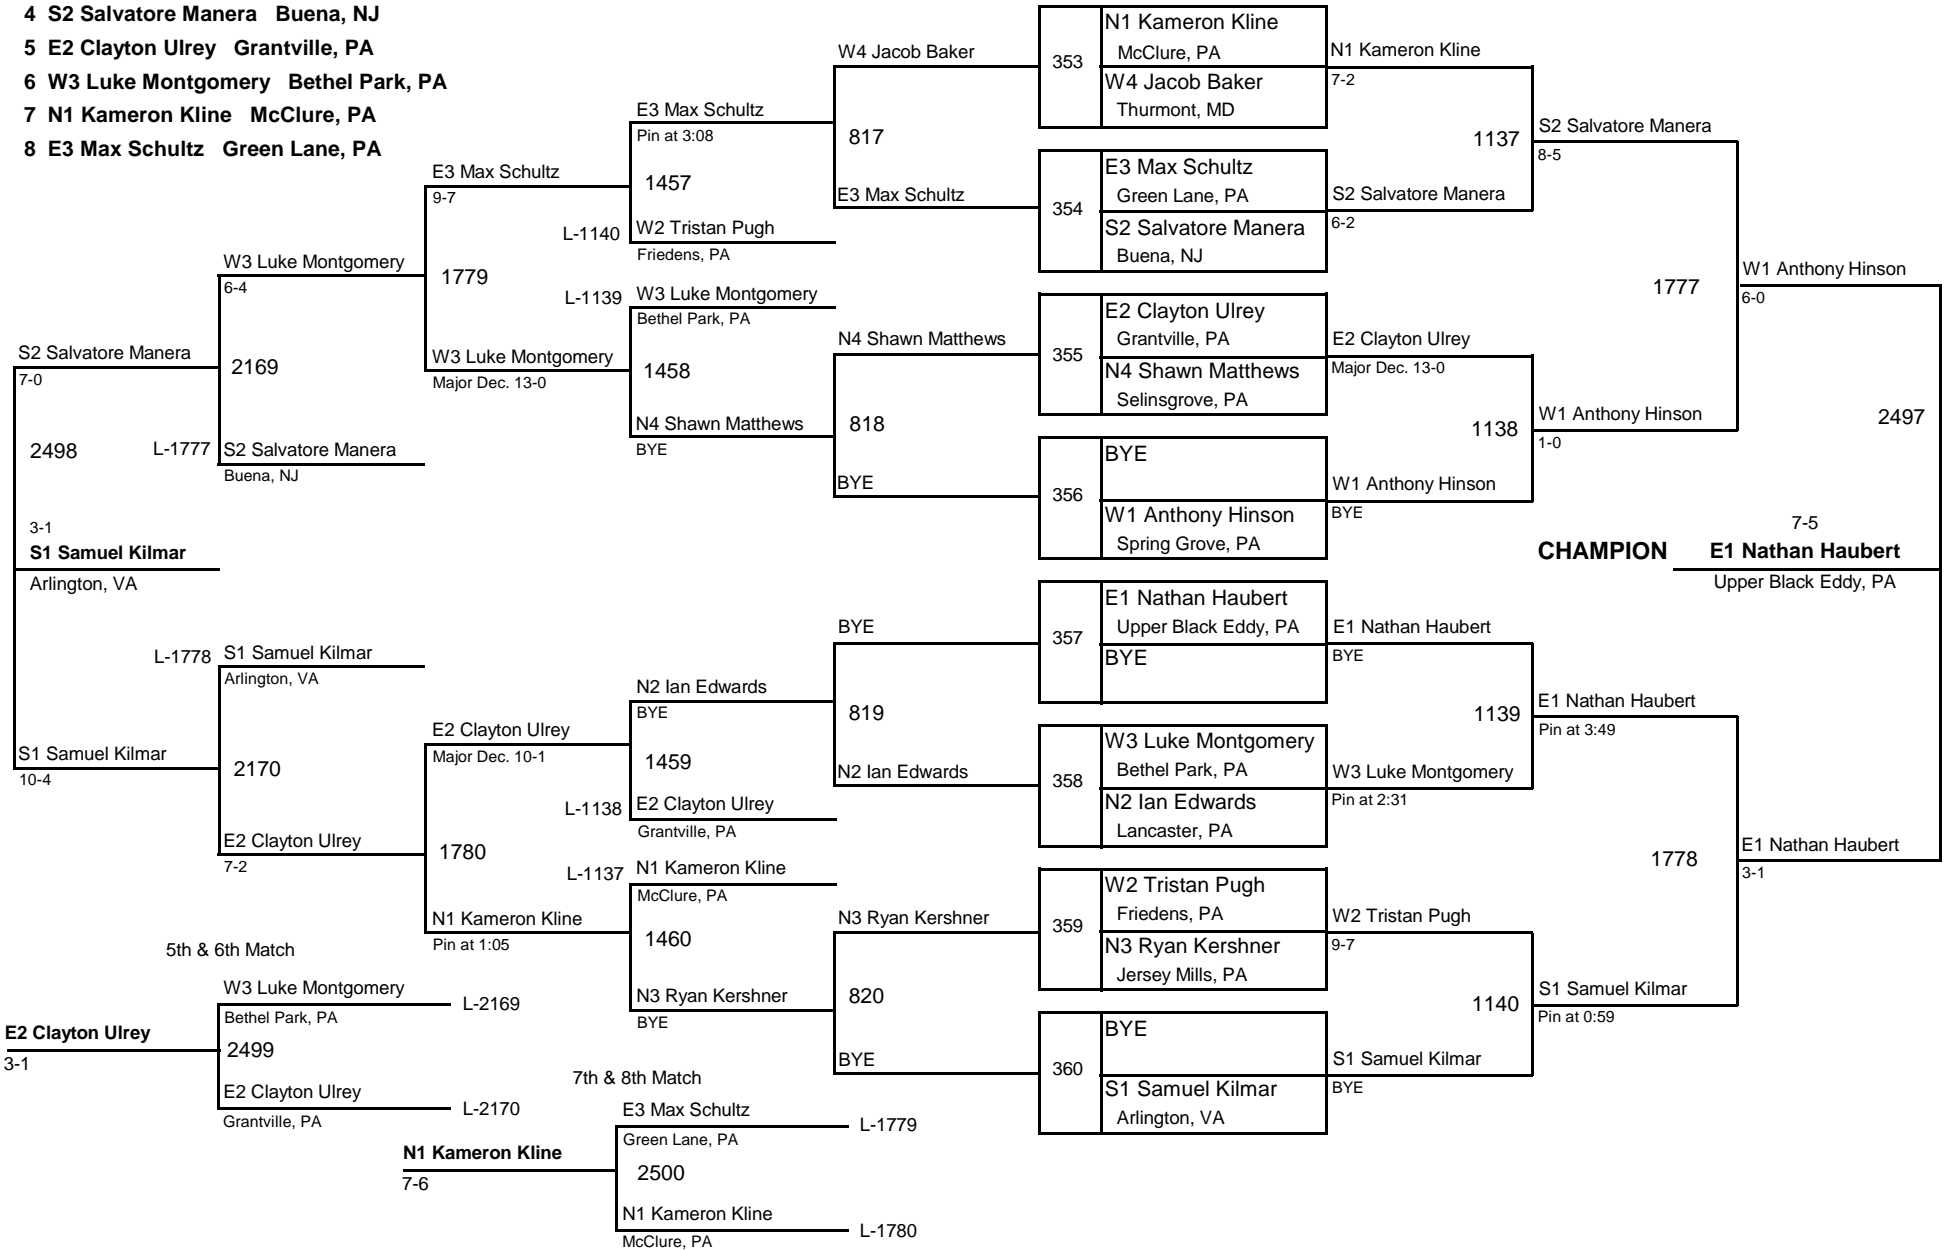 4 S2 Salvatore Manera Buena, NJ
5 E2 Clayton Ulrey Grantville, PA
6 W3 Luke Montgomery Bethel Park, PA
7 N1 Kameron Kline McClure, PA
8 E3 Max Schultz Green Lane, PA
S2 Salvatore Manera
7-0
2498
3-1
S1 Samuel Kilmar
Arlington, VA
S1 Samuel Kilmar
10-4
W3 Luke Montgomery
6-4
2169
L-1777 S2 Salvatore Manera
Buena, NJ
L-1778 S1 Samuel Kilmar
Arlington, VA
2170
E2 Clayton Ulrey
7-2
E3 Max Schultz
9-7
1779
W3 Luke Montgomery
Major Dec. 13-0
E2 Clayton Ulrey
Major Dec. 10-1
1780
N1 Kameron Kline
Pin at 1:05
E3 Max Schultz
Pin at 3:08
1457
L-1140 W2 Tristan Pugh
Friedens, PA
L-1139 W3 Luke Montgomery
Bethel Park, PA
1458
N4 Shawn Matthews
BYE
N2 Ian Edwards
BYE
1459
L-1138 E2 Clayton Ulrey
Grantville, PA
L-1137 N1 Kameron Kline
McClure, PA
1460
N3 Ryan Kershner
BYE
W4 Jacob Baker
817
E3 Max Schultz
N4 Shawn Matthews
818
BYE
BYE
819
N2 Ian Edwards
N3 Ryan Kershner
820
BYE
353
N1 Kameron Kline
McClure, PA
W4 Jacob Baker
Thurmont, MD
354
E3 Max Schultz
Green Lane, PA
S2 Salvatore Manera
Buena, NJ
355
E2 Clayton Ulrey
Grantville, PA
N4 Shawn Matthews
Selinsgrove, PA
356
BYE
W1 Anthony Hinson
Spring Grove, PA
357
E1 Nathan Haubert
Upper Black Eddy, PA
BYE
358
W3 Luke Montgomery
Bethel Park, PA
N2 Ian Edwards
Lancaster, PA
359
W2 Tristan Pugh
Friedens, PA
N3 Ryan Kershner
Jersey Mills, PA
360
BYE
S1 Samuel Kilmar
Arlington, VA
N1 Kameron Kline
7-2
1137
S2 Salvatore Manera
6-2
E2 Clayton Ulrey
Major Dec. 13-0
1138
W1 Anthony Hinson
BYE
E1 Nathan Haubert
BYE
1139
W3 Luke Montgomery
Pin at 2:31
W2 Tristan Pugh
9-7
1140
S1 Samuel Kilmar
BYE
S2 Salvatore Manera
8-5
1777
W1 Anthony Hinson
1-0
E1 Nathan Haubert
Pin at 3:49
1778
S1 Samuel Kilmar
Pin at 0:59
W1 Anthony Hinson
6-0
2497
7-5
CHAMPION E1 Nathan Haubert
Upper Black Eddy, PA
E1 Nathan Haubert
3-1
5th & 6th Match
W3 Luke Montgomery L-2169
Bethel Park, PA
E2 Clayton Ulrey
3-1
2499
E2 Clayton Ulrey L-2170
Grantville, PA
7th & 8th Match
E3 Max Schultz L-1779
Green Lane, PA
N1 Kameron Kline
7-6
2500
N1 Kameron Kline L-1780
McClure, PA